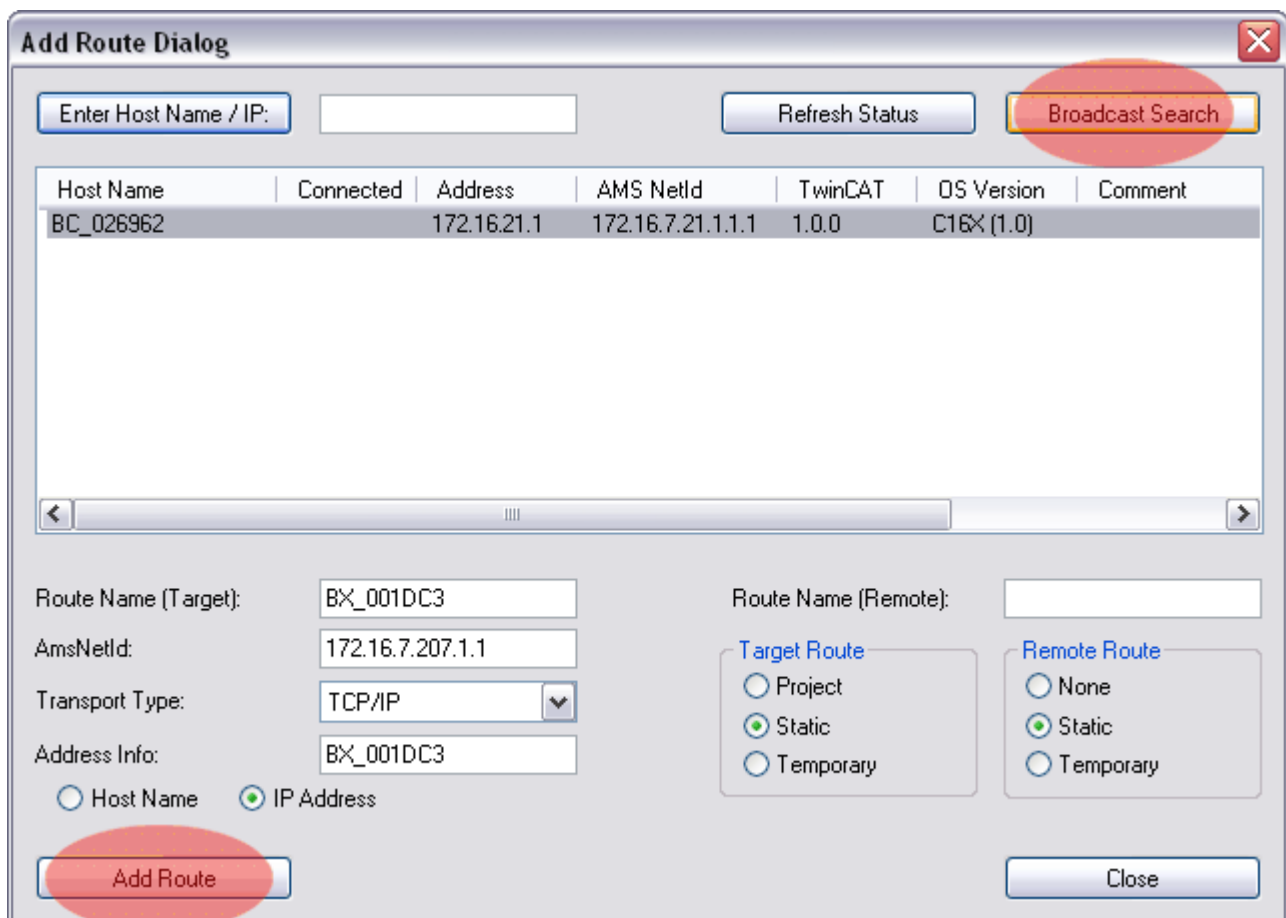 Add Route Dialog
Enter Host Name / IP: Refresh Status Broadcast Search
Host Name Connected Address AMS NetId TwinCAT OS Version Comment
BC_026962 172.16.21.1 172.16.7.21.1.1.1 1.0.0 C16X (1.0)
Route Name (Target): BX_001DC3 Route Name (Remote):
AmsNetId: 172.16.7.207.1.1 Target Route Remote Route
Project None
Transport Type: TCP/IP Static Static
Address Info: BX_001DC3 Temporary Temporary
Host Name IP Address
Add Route Close